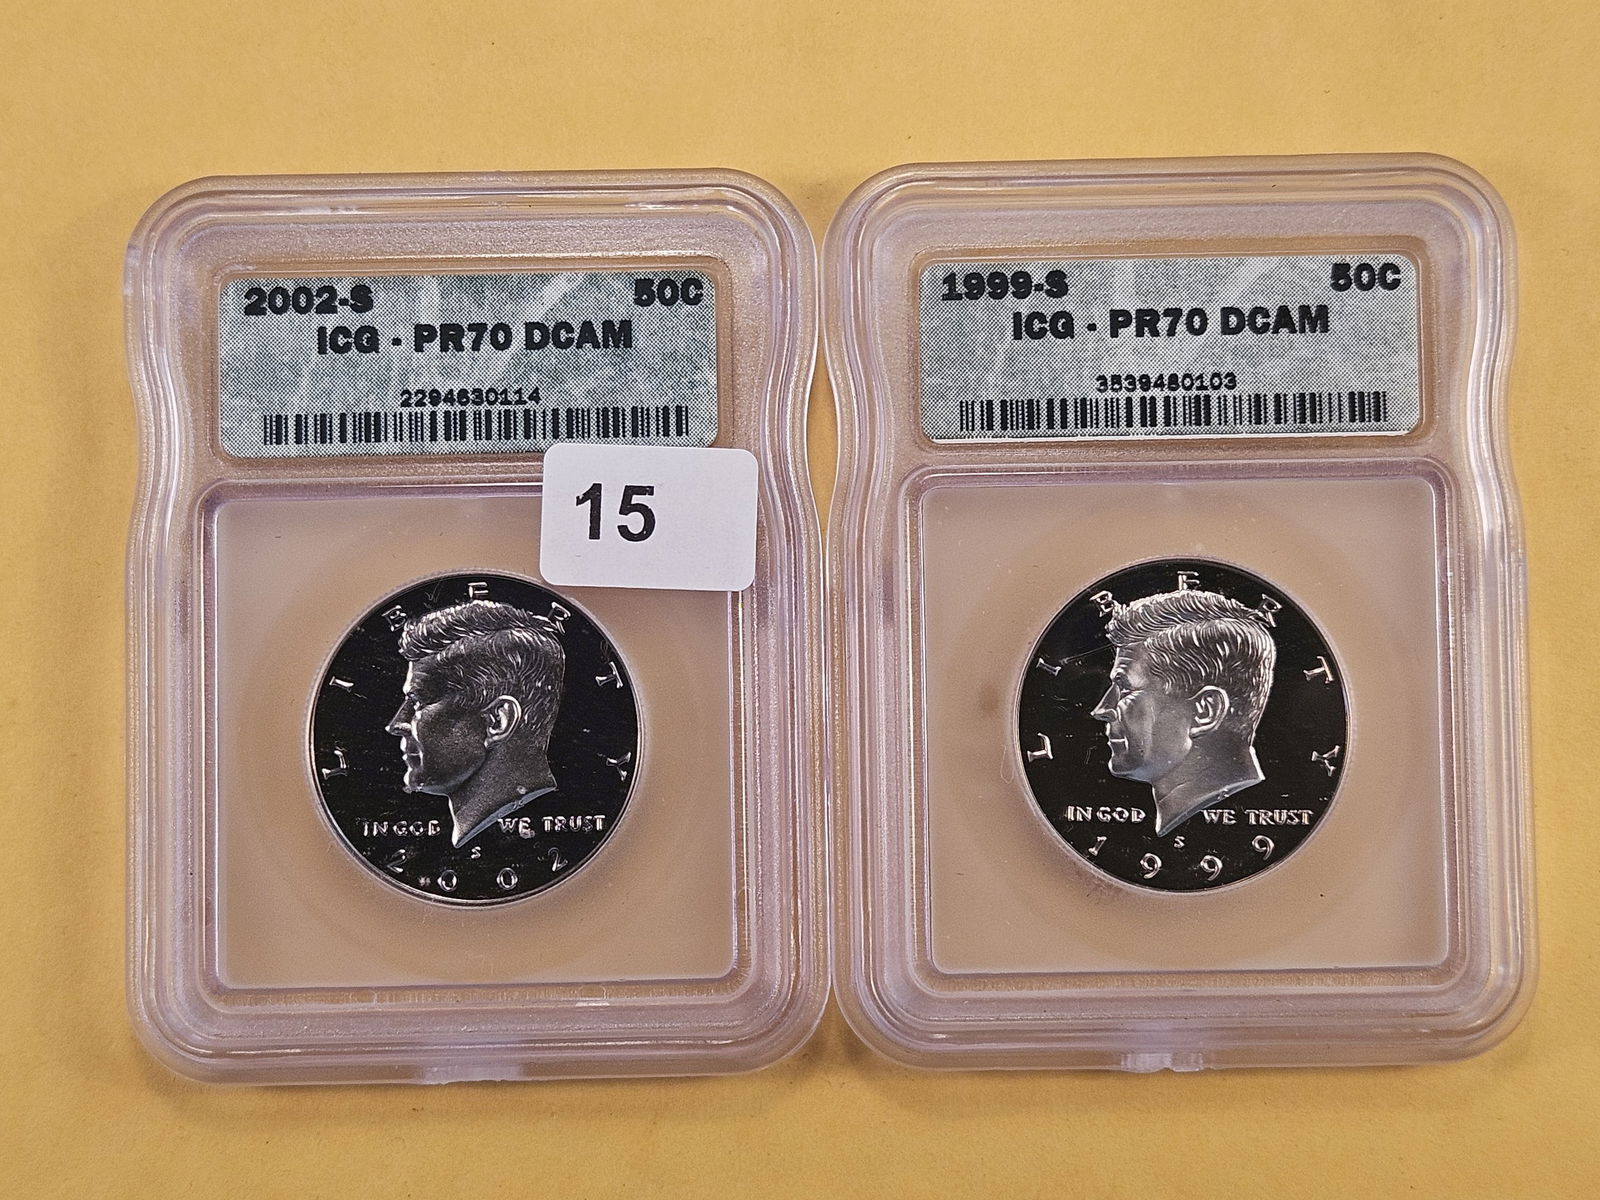 2002-S 50C
ICG - PR70 DCAM
2294630114
15
LIBERTY
IN GOD WE TRUST
S
2002
1999-S 50C
ICG - PR70 DCAM
3539480103
LIBERTY
IN GOD WE TRUST
S
1999